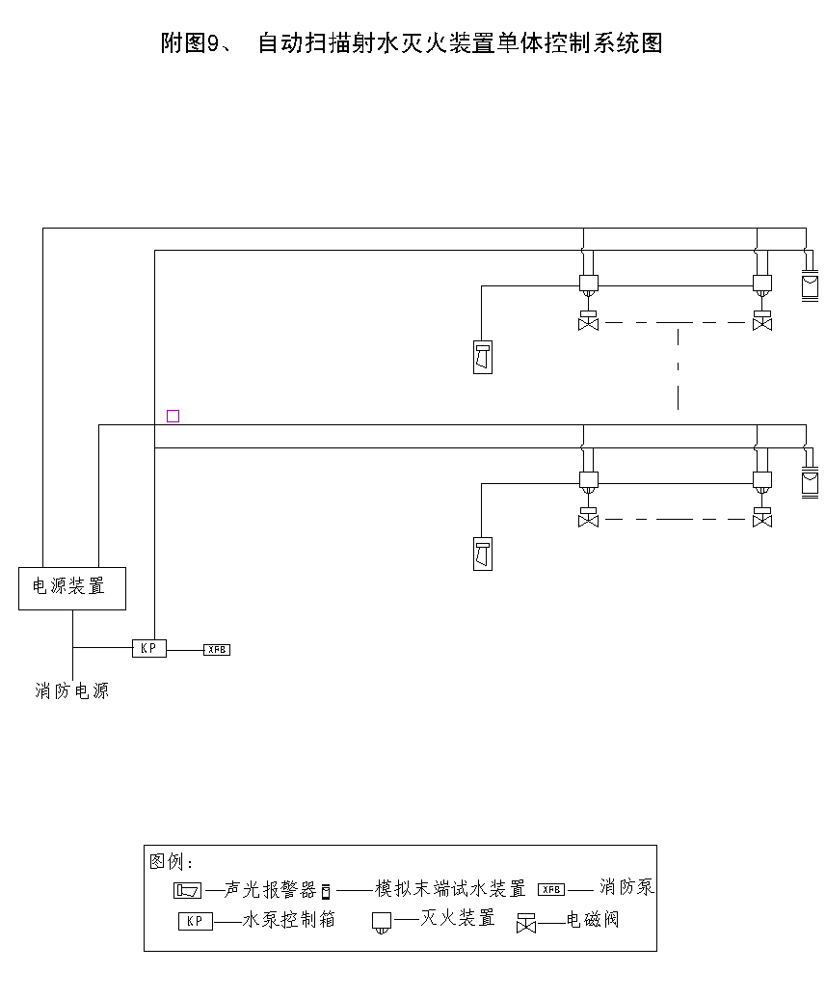 附图9、 自动扫描射水灭火装置单体控制系统图
电源装置
KP
XFB
消防电源
图例：
声光报警器
模拟末端试水装置
XFB
消防泵
KP
水泵控制箱
灭火装置
电磁阀